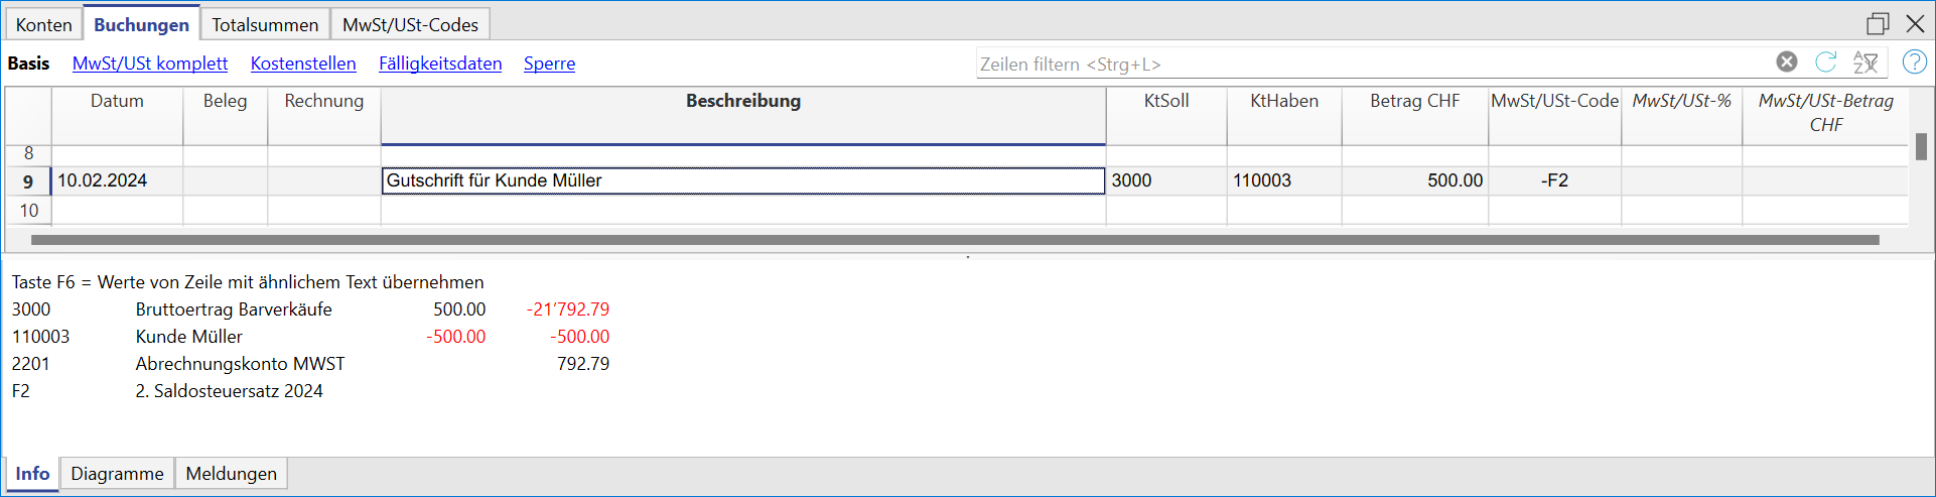 Konten Buchungen Totalsummen MwSt/USt-Codes
Basis MwSt/USt komplett Kostenstellen Fälligkeitsdaten Sperre Zeilen filtern <Strg+L>
Datum Beleg Rechnung Beschreibung KtSoll KtHaben Betrag CHF MwSt/USt-Code MwSt/USt-% MwSt/USt-Betrag
CHF
8
9 10.02.2024 Gutschrift für Kunde Müller 3000 110003 500.00 -F2
10
Taste F6 = Werte von Zeile mit ähnlichem Text übernehmen
3000 Bruttoertrag Barverkäufe 500.00 -21'792.79
110003 Kunde Müller -500.00 -500.00
2201 Abrechnungskonto MWST 792.79
F2 2. Saldosteuersatz 2024
Info Diagramme Meldungen